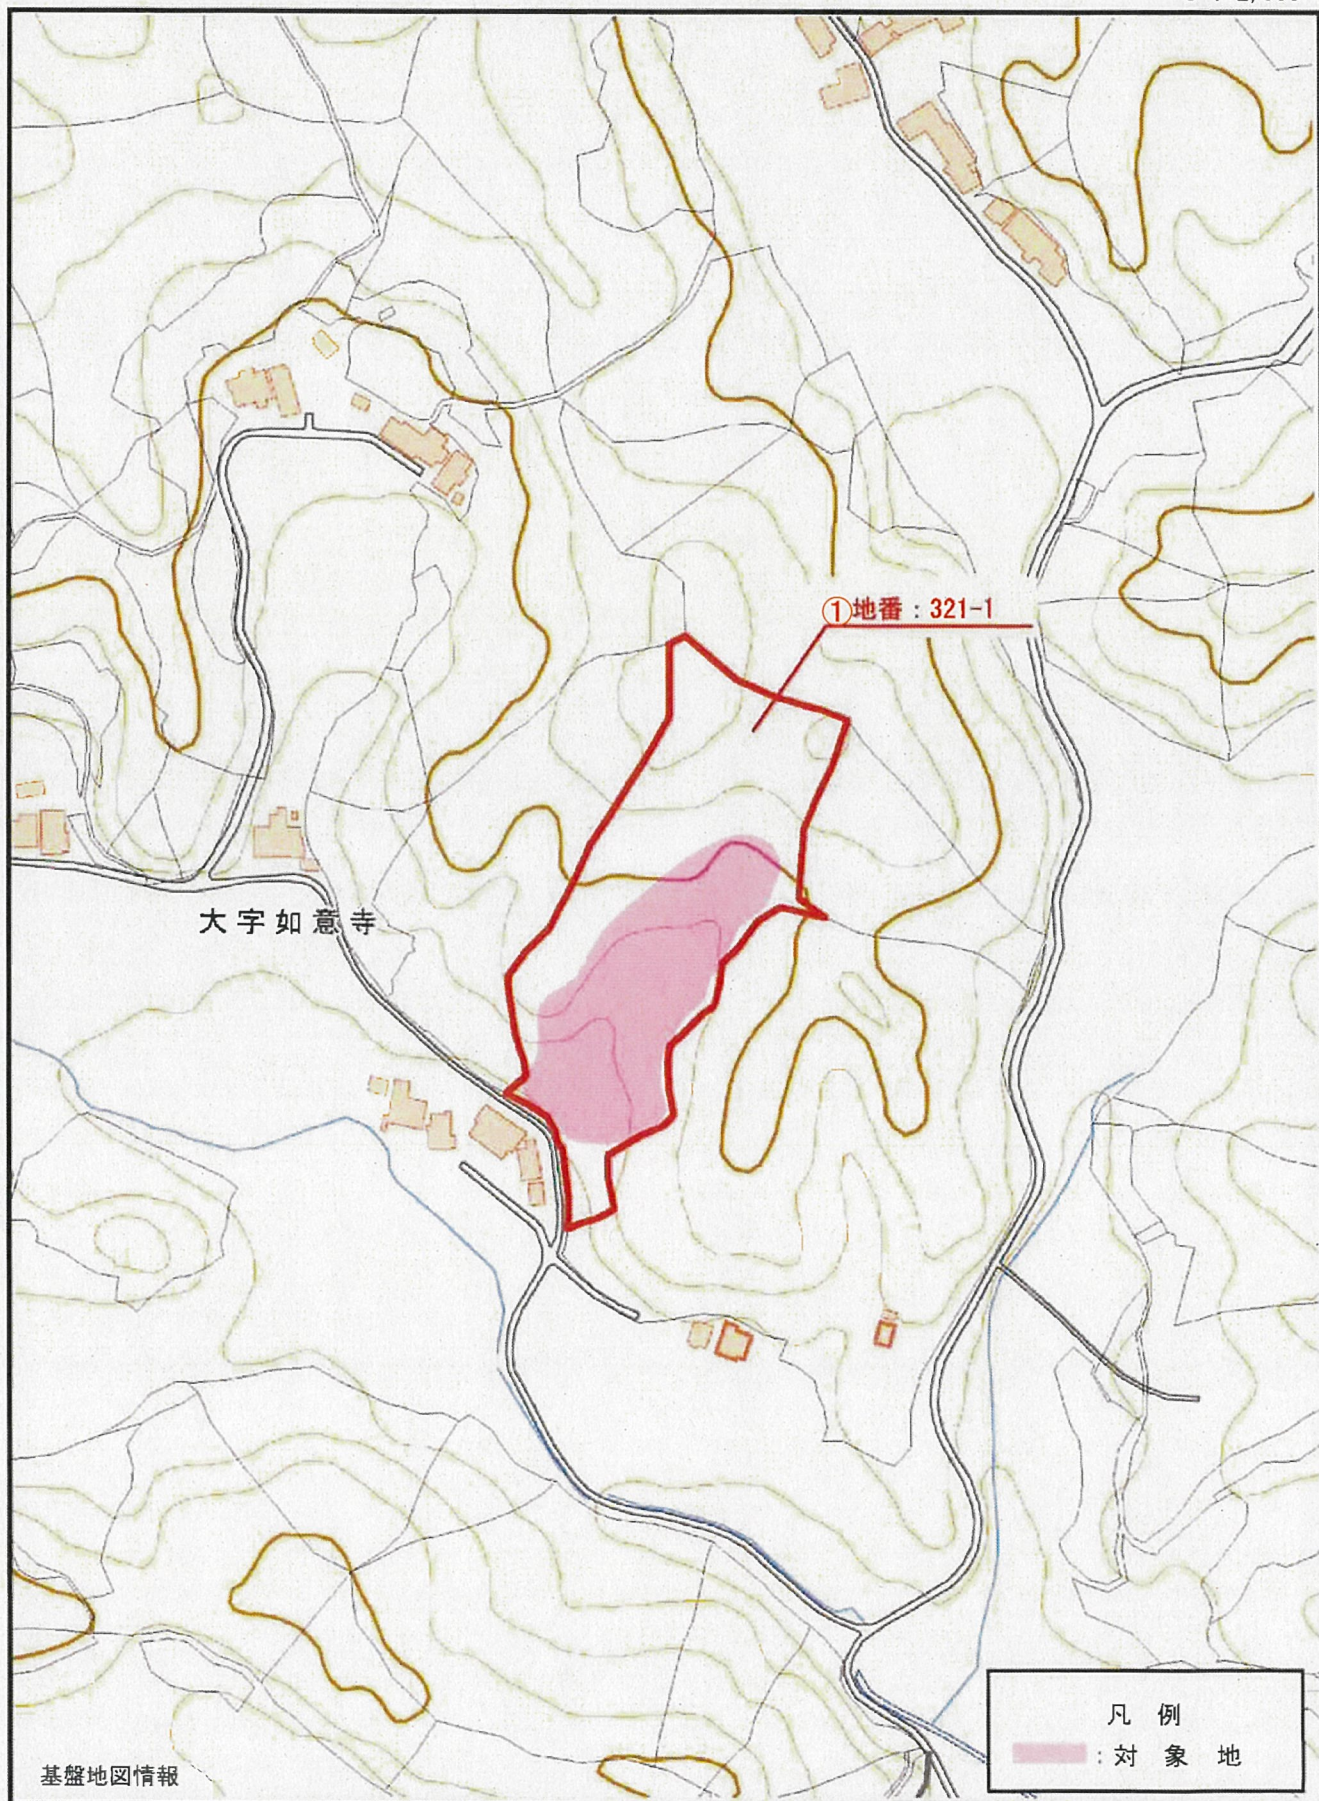 ①地番：321-1
大字如意寺
凡 例
：対 象 地
基盤地図情報